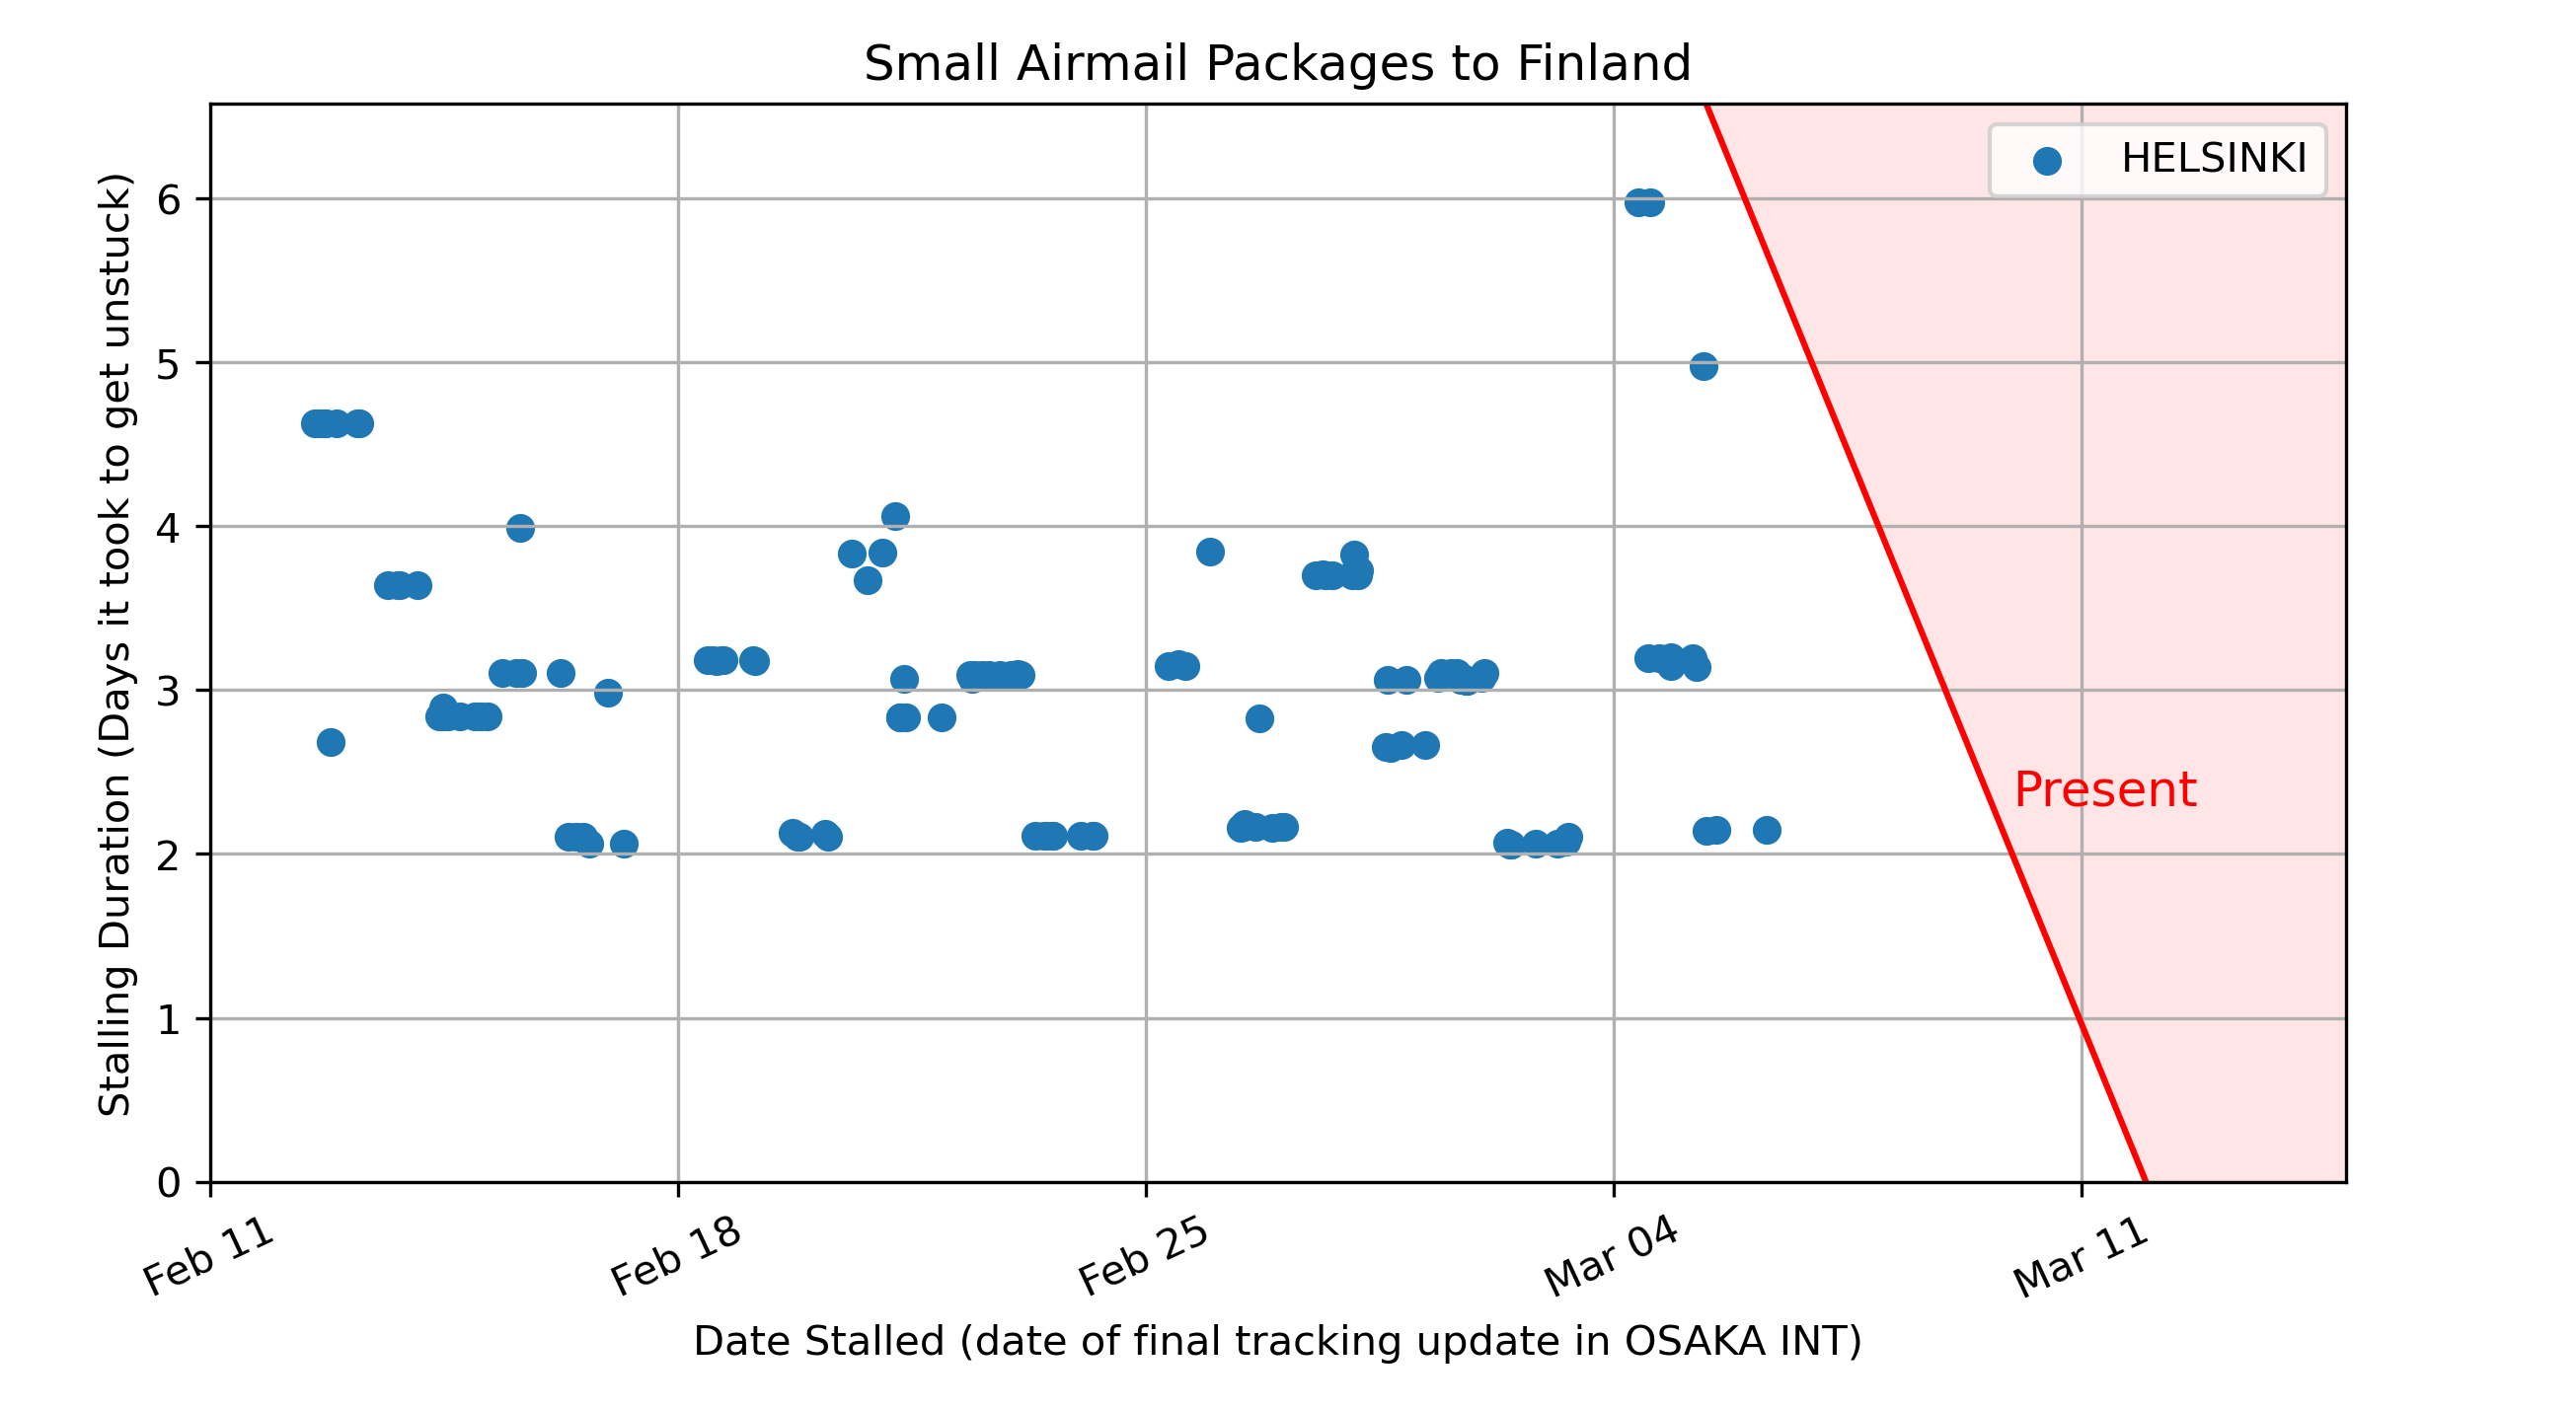 Small Airmail Packages to Finland
Stalling Duration (Days it took to get unstuck)
6
5
4
3
2
1
0
HELSINKI
Present
Feb 11
Feb 18
Feb 25
Mar 04
Mar 11
Date Stalled (date of final tracking update in OSAKA INT)